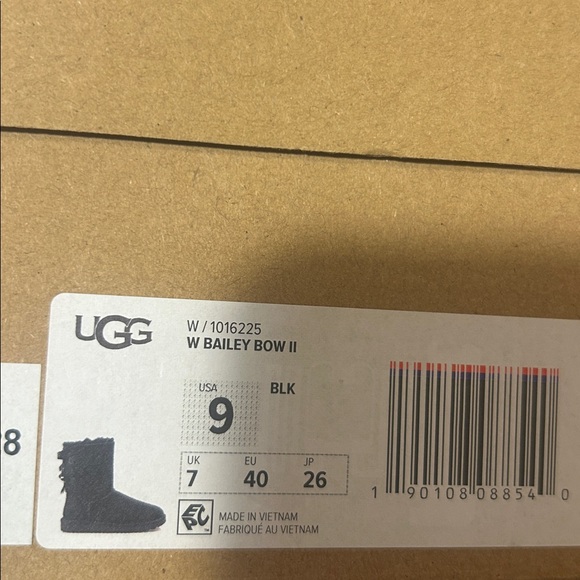 UGG
W / 1016225
W BAILEY BOW II
USA
9
BLK
UK
7
EU
40
JP
26
EPC
MADE IN VIETNAM
FABRIQUÉ AU VIETNAM
1 90108 08854 0
8